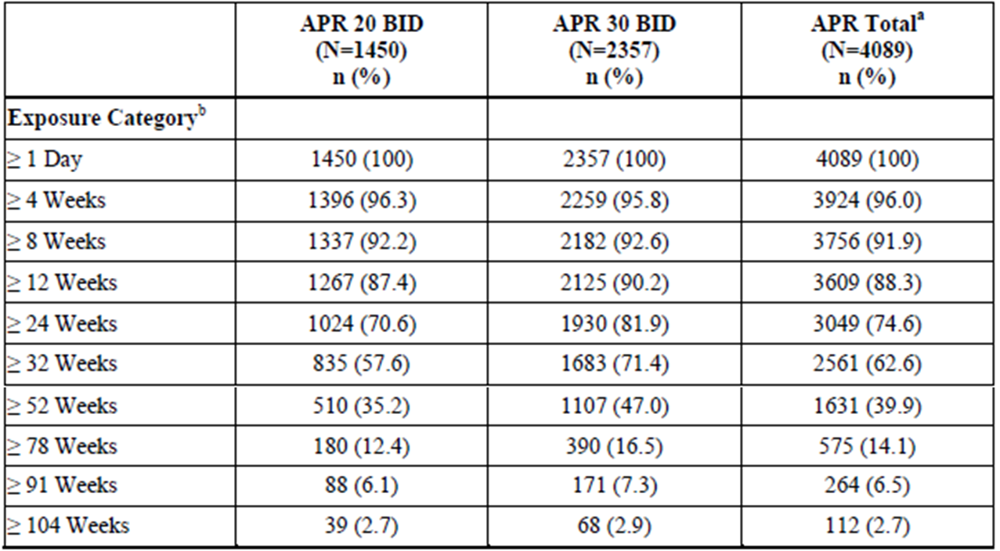 APR 20 BID (N=1450) n (%) APR 30 BID (N=2357) n (%) APR Totalᵃ (N=4089) n (%)
Exposure Categoryᵇ
≥ 1 Day 1450 (100) 2357 (100) 4089 (100)
≥ 4 Weeks 1396 (96.3) 2259 (95.8) 3924 (96.0)
≥ 8 Weeks 1337 (92.2) 2182 (92.6) 3756 (91.9)
≥ 12 Weeks 1267 (87.4) 2125 (90.2) 3609 (88.3)
≥ 24 Weeks 1024 (70.6) 1930 (81.9) 3049 (74.6)
≥ 32 Weeks 835 (57.6) 1683 (71.4) 2561 (62.6)
≥ 52 Weeks 510 (35.2) 1107 (47.0) 1631 (39.9)
≥ 78 Weeks 180 (12.4) 390 (16.5) 575 (14.1)
≥ 91 Weeks 88 (6.1) 171 (7.3) 264 (6.5)
≥ 104 Weeks 39 (2.7) 68 (2.9) 112 (2.7)